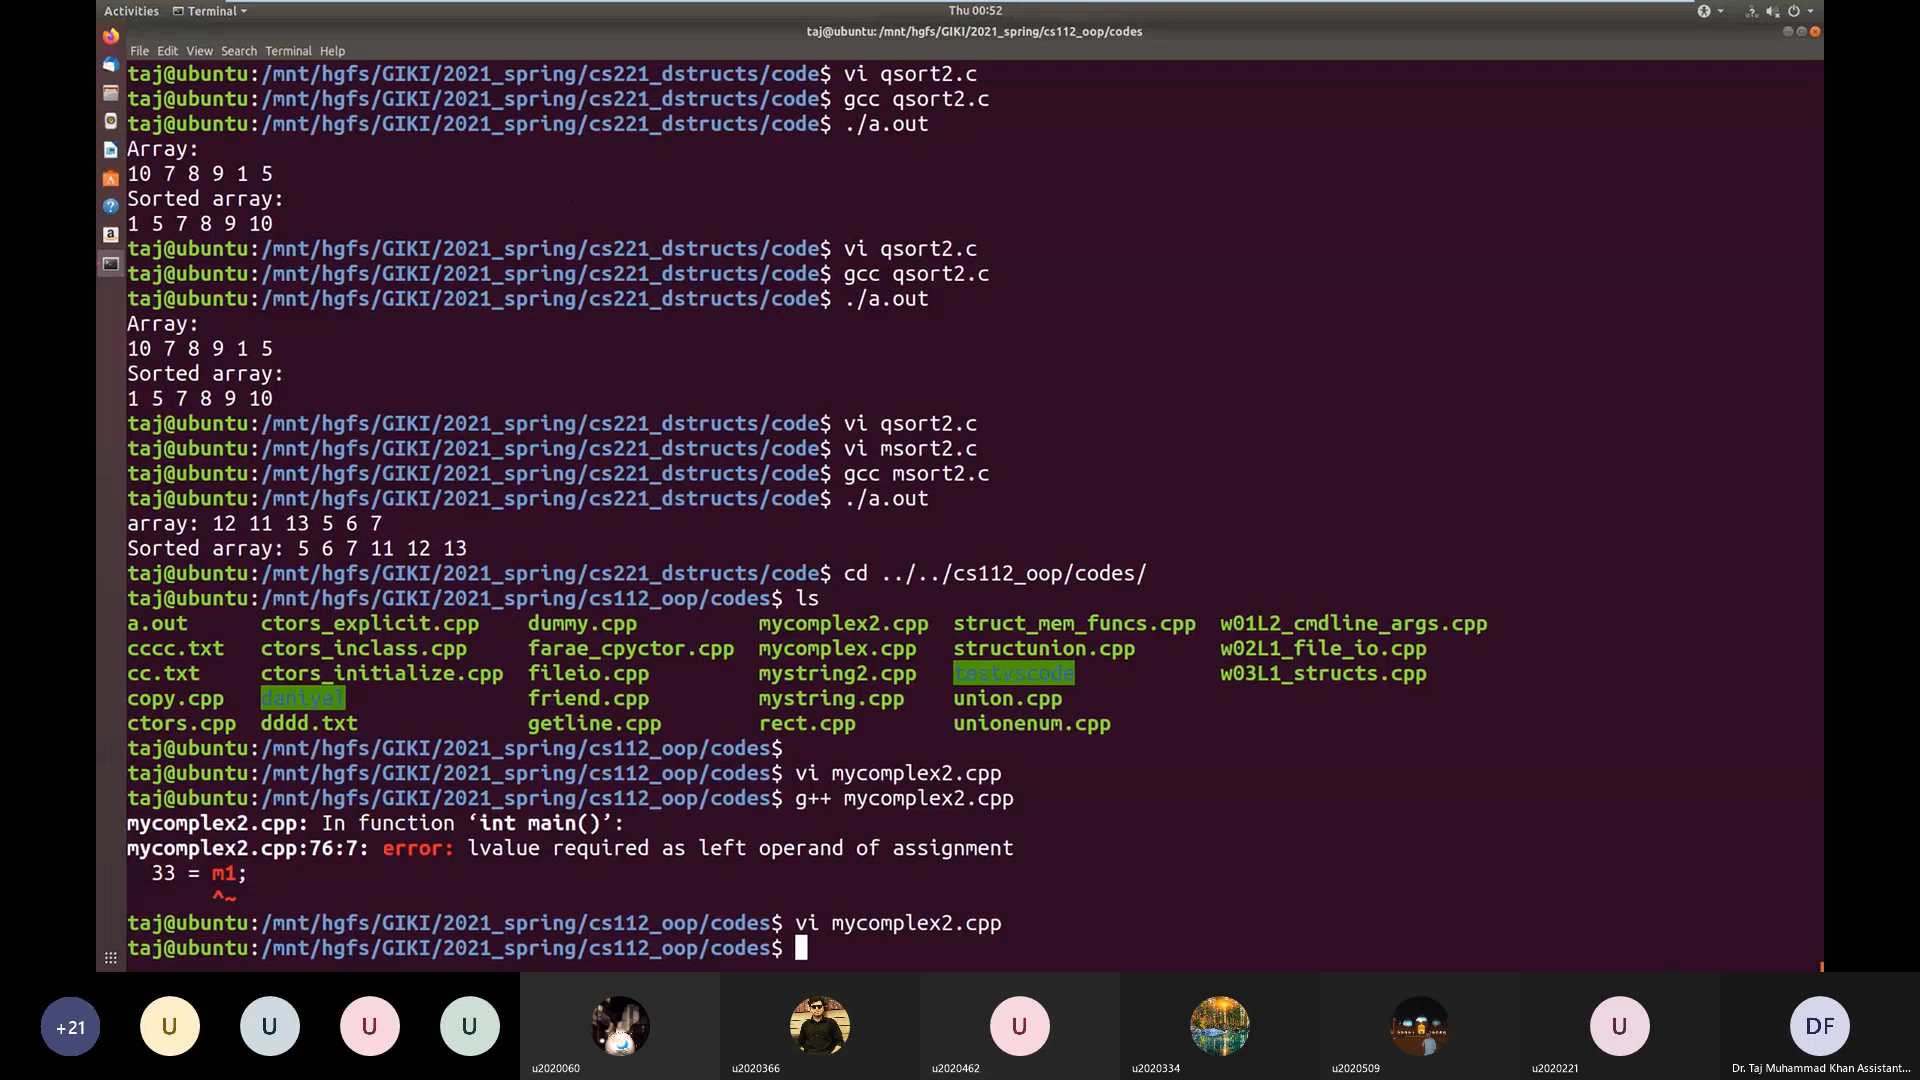 Activities Terminal Thu 00:52
taj@ubuntu: /mnt/hgfs/GIKI/2021_spring/cs112_oop/codes
File Edit View Search Terminal Help
taj@ubuntu:/mnt/hgfs/GIKI/2021_spring/cs221_dstructs/code$ vi qsort2.c
taj@ubuntu:/mnt/hgfs/GIKI/2021_spring/cs221_dstructs/code$ gcc qsort2.c
taj@ubuntu:/mnt/hgfs/GIKI/2021_spring/cs221_dstructs/code$ ./a.out
Array:
10 7 8 9 1 5
Sorted array:
1 5 7 8 9 10
taj@ubuntu:/mnt/hgfs/GIKI/2021_spring/cs221_dstructs/code$ vi qsort2.c
taj@ubuntu:/mnt/hgfs/GIKI/2021_spring/cs221_dstructs/code$ gcc qsort2.c
taj@ubuntu:/mnt/hgfs/GIKI/2021_spring/cs221_dstructs/code$ ./a.out
Array:
10 7 8 9 1 5
Sorted array:
1 5 7 8 9 10
taj@ubuntu:/mnt/hgfs/GIKI/2021_spring/cs221_dstructs/code$ vi qsort2.c
taj@ubuntu:/mnt/hgfs/GIKI/2021_spring/cs221_dstructs/code$ vi msort2.c
taj@ubuntu:/mnt/hgfs/GIKI/2021_spring/cs221_dstructs/code$ gcc msort2.c
taj@ubuntu:/mnt/hgfs/GIKI/2021_spring/cs221_dstructs/code$ ./a.out
array: 12 11 13 5 6 7
Sorted array: 5 6 7 11 12 13
taj@ubuntu:/mnt/hgfs/GIKI/2021_spring/cs221_dstructs/code$ cd ../../cs112_oop/codes/
taj@ubuntu:/mnt/hgfs/GIKI/2021_spring/cs112_oop/codes$ ls
a.out ctors_explicit.cpp dummy.cpp mycomplex2.cpp struct_mem_funcs.cpp w01L2_cmdline_args.cpp
cccc.txt ctors_inclass.cpp farae_cpyctor.cpp mycomplex.cpp structunion.cpp w02L1_file_io.cpp
cc.txt ctors_initialize.cpp fileio.cpp mystring2.cpp testvscode w03L1_structs.cpp
copy.cpp daniyal friend.cpp mystring.cpp union.cpp
ctors.cpp dddd.txt getline.cpp rect.cpp unionenum.cpp
taj@ubuntu:/mnt/hgfs/GIKI/2021_spring/cs112_oop/codes$
taj@ubuntu:/mnt/hgfs/GIKI/2021_spring/cs112_oop/codes$ vi mycomplex2.cpp
taj@ubuntu:/mnt/hgfs/GIKI/2021_spring/cs112_oop/codes$ g++ mycomplex2.cpp
mycomplex2.cpp: In function ‘int main()’:
mycomplex2.cpp:76:7: error: lvalue required as left operand of assignment
33 = m1;
^~
taj@ubuntu:/mnt/hgfs/GIKI/2021_spring/cs112_oop/codes$ vi mycomplex2.cpp
taj@ubuntu:/mnt/hgfs/GIKI/2021_spring/cs112_oop/codes$
+21 U U U U U U DF
u2020060 u2020366 u2020462 u2020334 u2020509 u2020221 Dr. Taj Muhammad Khan Assistant...